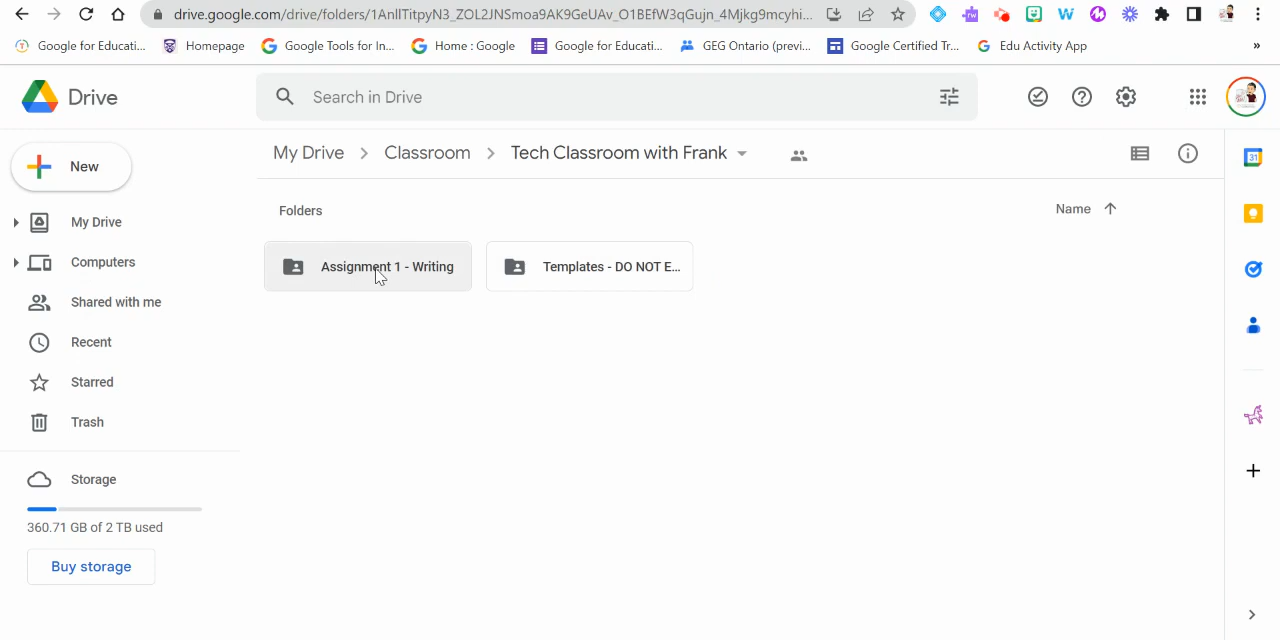 drive.google.com/drive/folders/1AnllTitpyN3_ZOL2JNSmoa9AK9GeUAv_O1BEfW3qGujn_4Mjkg9mcyhi...
Google for Educati... Homepage Google Tools for In... Home : Google Google for Educati... GEG Ontario (previ... Google Certified Tr... Edu Activity App »
Drive Search in Drive
New My Drive Classroom Tech Classroom with Frank
Folders Name
My Drive
Assignment 1 - Writing Templates - DO NOT E...
Computers
Shared with me
Recent
Starred
Trash
Storage
360.71 GB of 2 TB used
Buy storage
31